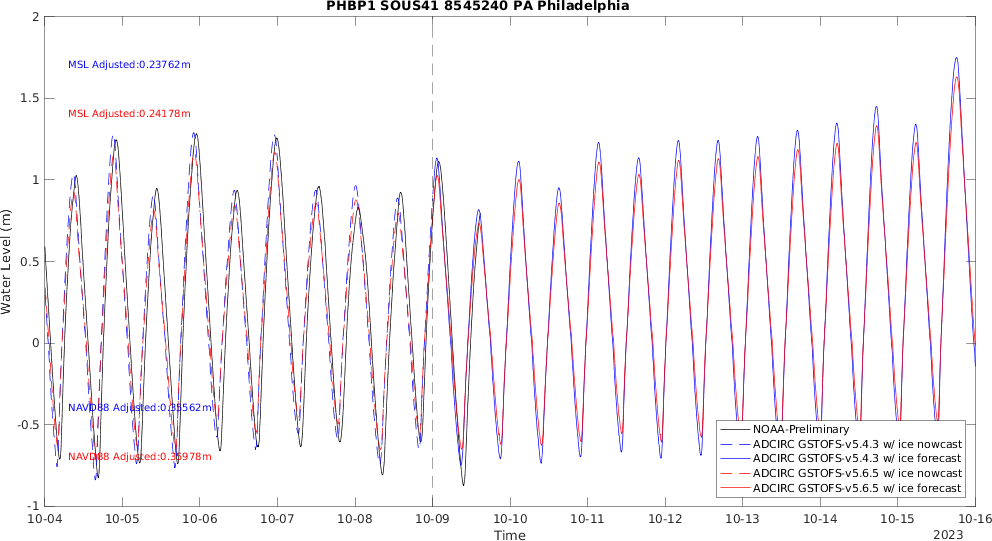 PHBP1 SOUS41 8545240 PA Philadelphia
2
1.5
1
0.5
0
-0.5
-1
Water Level (m)
MSL Adjusted:0.23762m
MSL Adjusted:0.24178m
NAVD88 Adjusted:0.35562m
NAVD88 Adjusted:0.35978m
NOAA-Preliminary
ADCIRC GSTOFS-v5.4.3 w/ ice nowcast
ADCIRC GSTOFS-v5.4.3 w/ ice forecast
ADCIRC GSTOFS-v5.6.5 w/ ice nowcast
ADCIRC GSTOFS-v5.6.5 w/ ice forecast
10-04 10-05 10-06 10-07 10-08 10-09 10-10 10-11 10-12 10-13 10-14 10-15 10-16
Time
2023